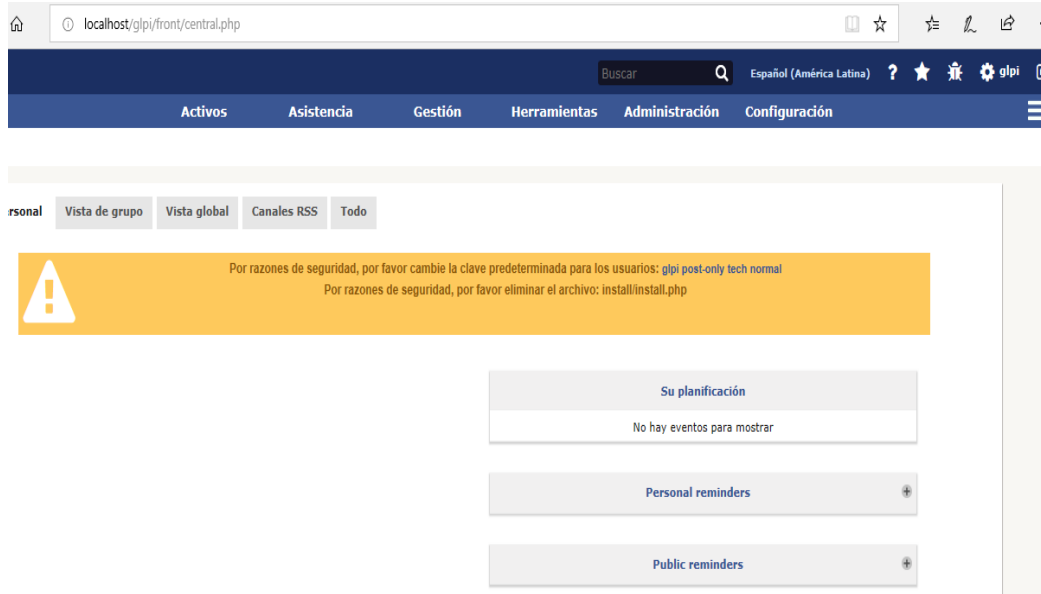 localhost/glpi/front/central.php
Buscar Español (América Latina) ? glpi
Activos Asistencia Gestión Herramientas Administración Configuración
rsonal Vista de grupo Vista global Canales RSS Todo
Por razones de seguridad, por favor cambie la clave predeterminada para los usuarios: glpi post-only tech normal
Por razones de seguridad, por favor eliminar el archivo: install/install.php
Su planificación
No hay eventos para mostrar
Personal reminders
Public reminders